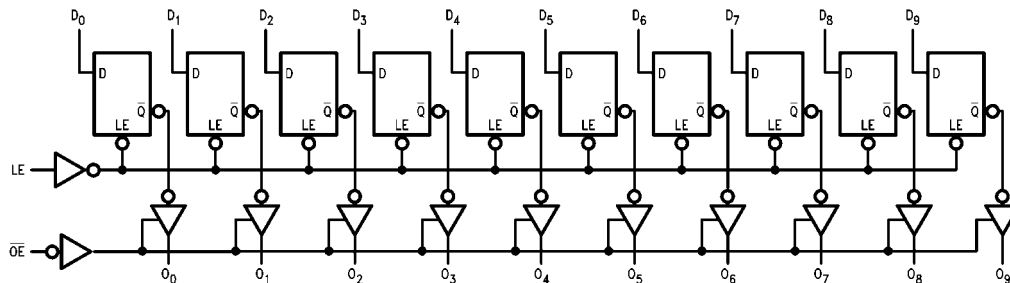 D₀ D₁ D₂ D₃ D₄ D₅ D₆ D₇ D₈ D₉
D D D D D D D D D D
Q̅ Q̅ Q̅ Q̅ Q̅ Q̅ Q̅ Q̅ Q̅ Q̅
LE LE LE LE LE LE LE LE LE LE
LE
O̅E̅
O₀ O₁ O₂ O₃ O₄ O₅ O₆ O₇ O₈ O₉